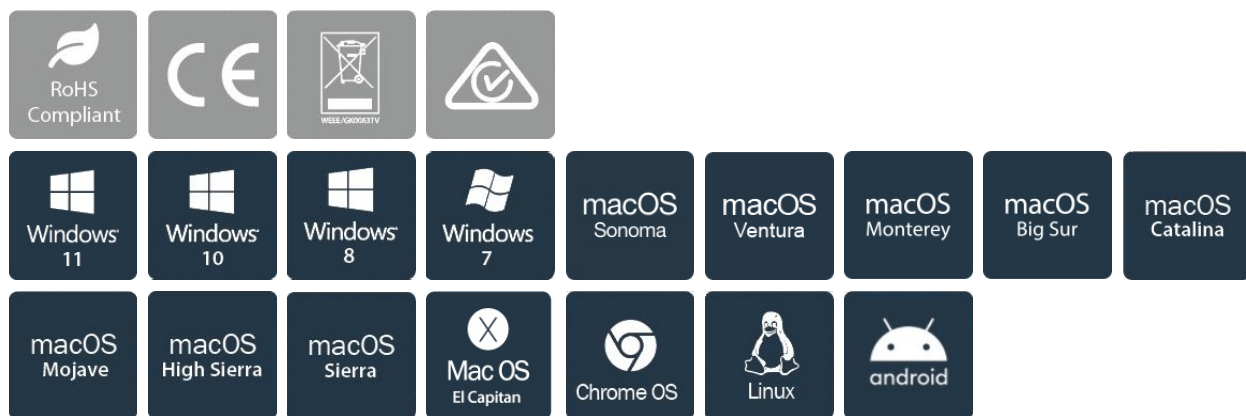 RoHS
Compliant
CE
WEEE/GK0063TV
Windows
11
Windows
10
Windows
8
Windows
7
macOS
Sonoma
macOS
Ventura
macOS
Monterey
macOS
Big Sur
macOS
Catalina
macOS
Mojave
macOS
High Sierra
macOS
Sierra
X
Mac OS
El Capitan
Chrome OS
Linux
android